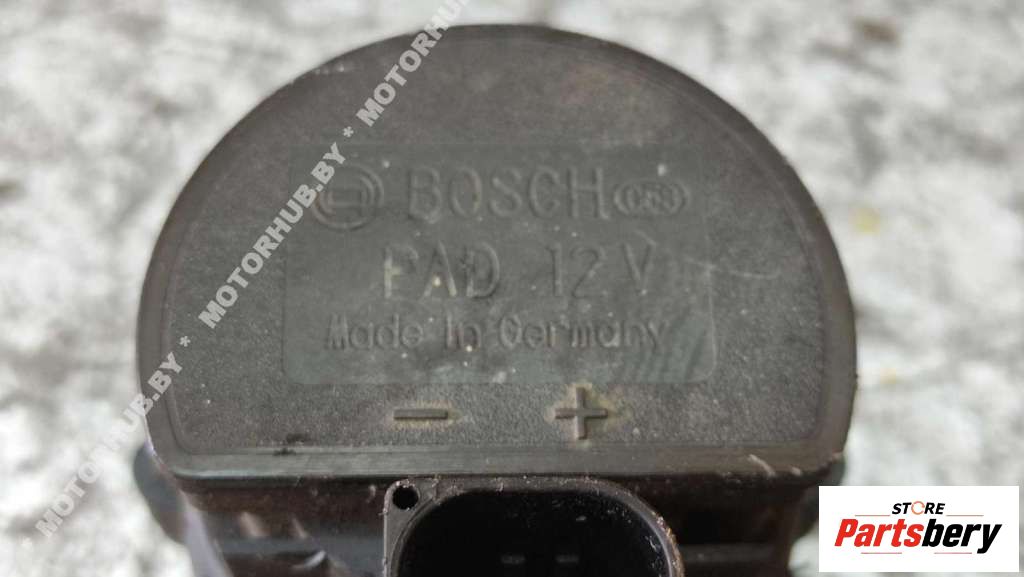 BOSCH
PAD 12 V
Made in Germany
- +
* MOTORHUB.BY * MOTORHUB.BY * MOTORHUB
STORE
Partsbery